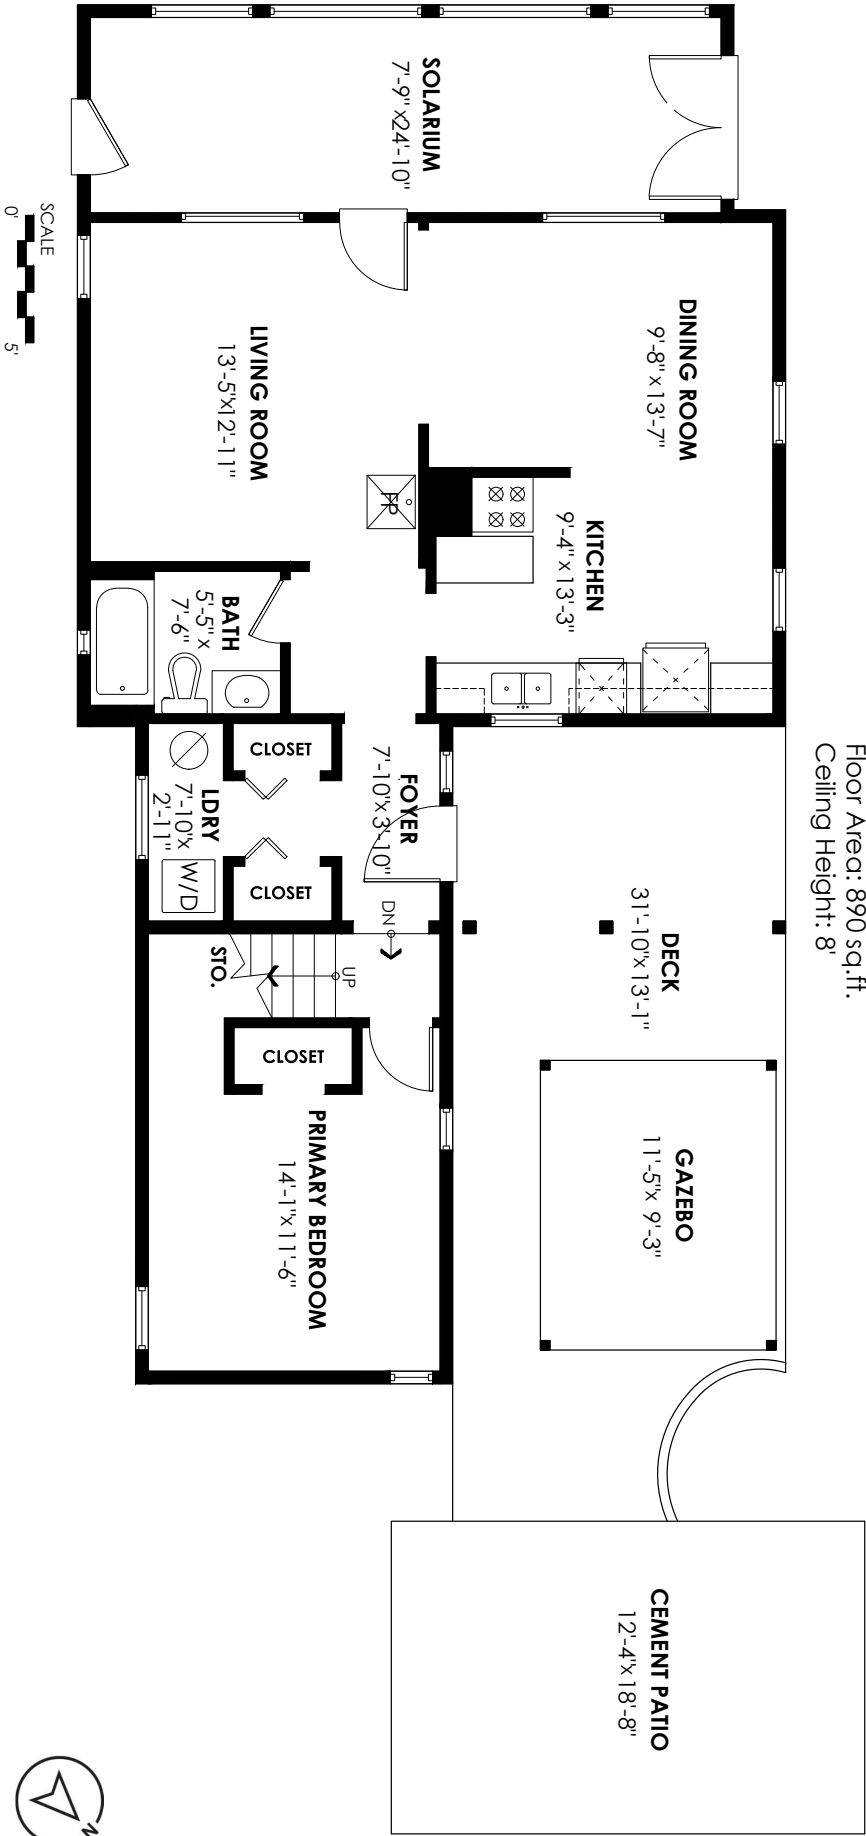 Floor Area: 890 sq.ft.
Ceiling Height: 8'
SOLARIUM
7'-9"x24'-10"
DINING ROOM
9'-8" x 13'-7"
LIVING ROOM
13'-5"x12'-11"
FP
KITCHEN
9'-4" x 13'-3"
BATH
5'-5" x
7'-6"
CLOSET
FOYER
7'-10"x3'-10"
LDRY
7'-10"x
2'-11"
W/D
CLOSET
DN
UP
STO.
CLOSET
DECK
31'-10"x13'-1"
GAZEBO
11'-5"x 9'-3"
PRIMARY BEDROOM
14'-1"x11'-6"
CEMENT PATIO
12'-4"x18'-8"
SCALE
0' 5'
N